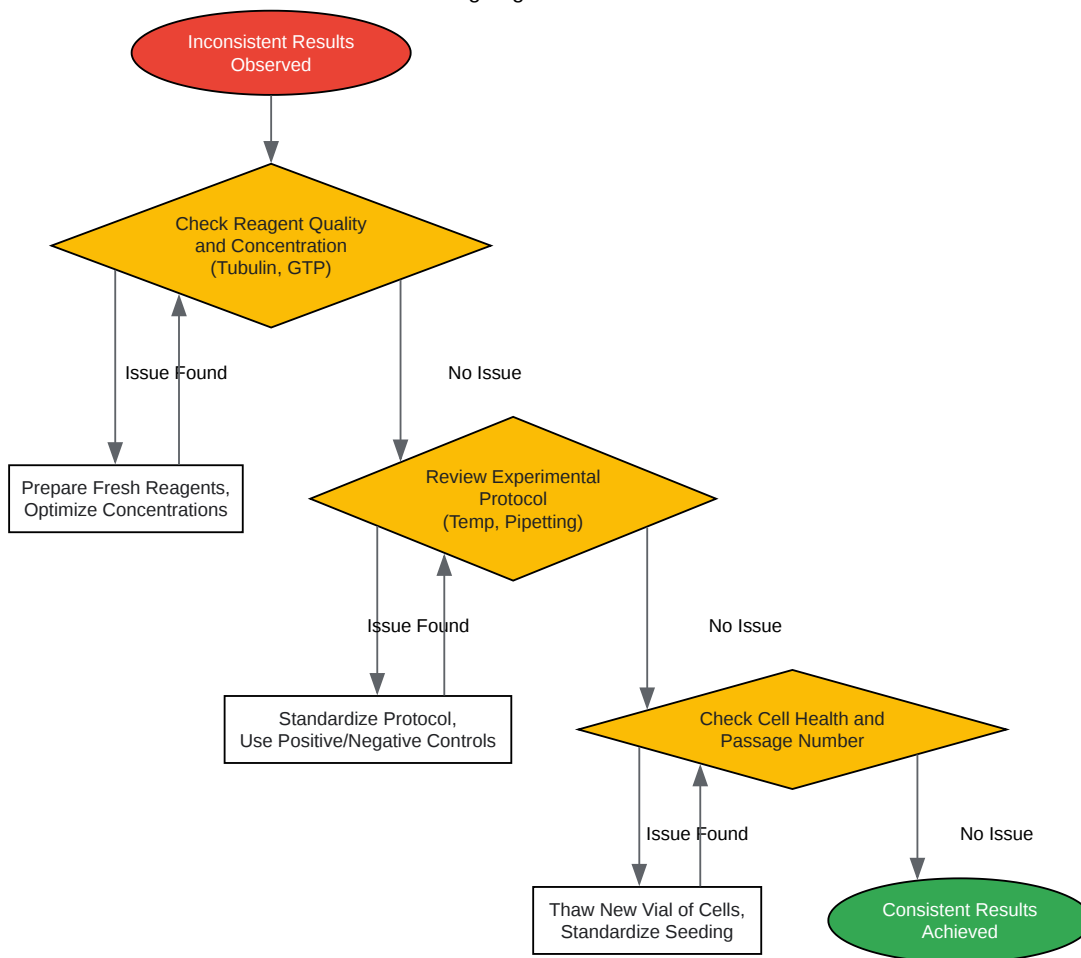 Inconsistent Results
Observed
Check Reagent Quality
and Concentration
(Tubulin, GTP)
Issue Found
No Issue
Prepare Fresh Reagents,
Optimize Concentrations
Review Experimental
Protocol
(Temp, Pipetting)
Issue Found
No Issue
Standardize Protocol,
Use Positive/Negative Controls
Check Cell Health and
Passage Number
Issue Found
No Issue
Thaw New Vial of Cells,
Standardize Seeding
Consistent Results
Achieved